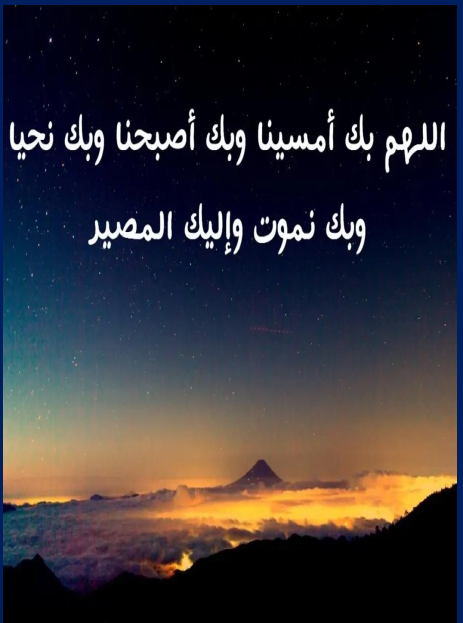 اللهم بك أمسينا وبك أصبحنا وبك نحيا
وبك نموت وإليك المصير